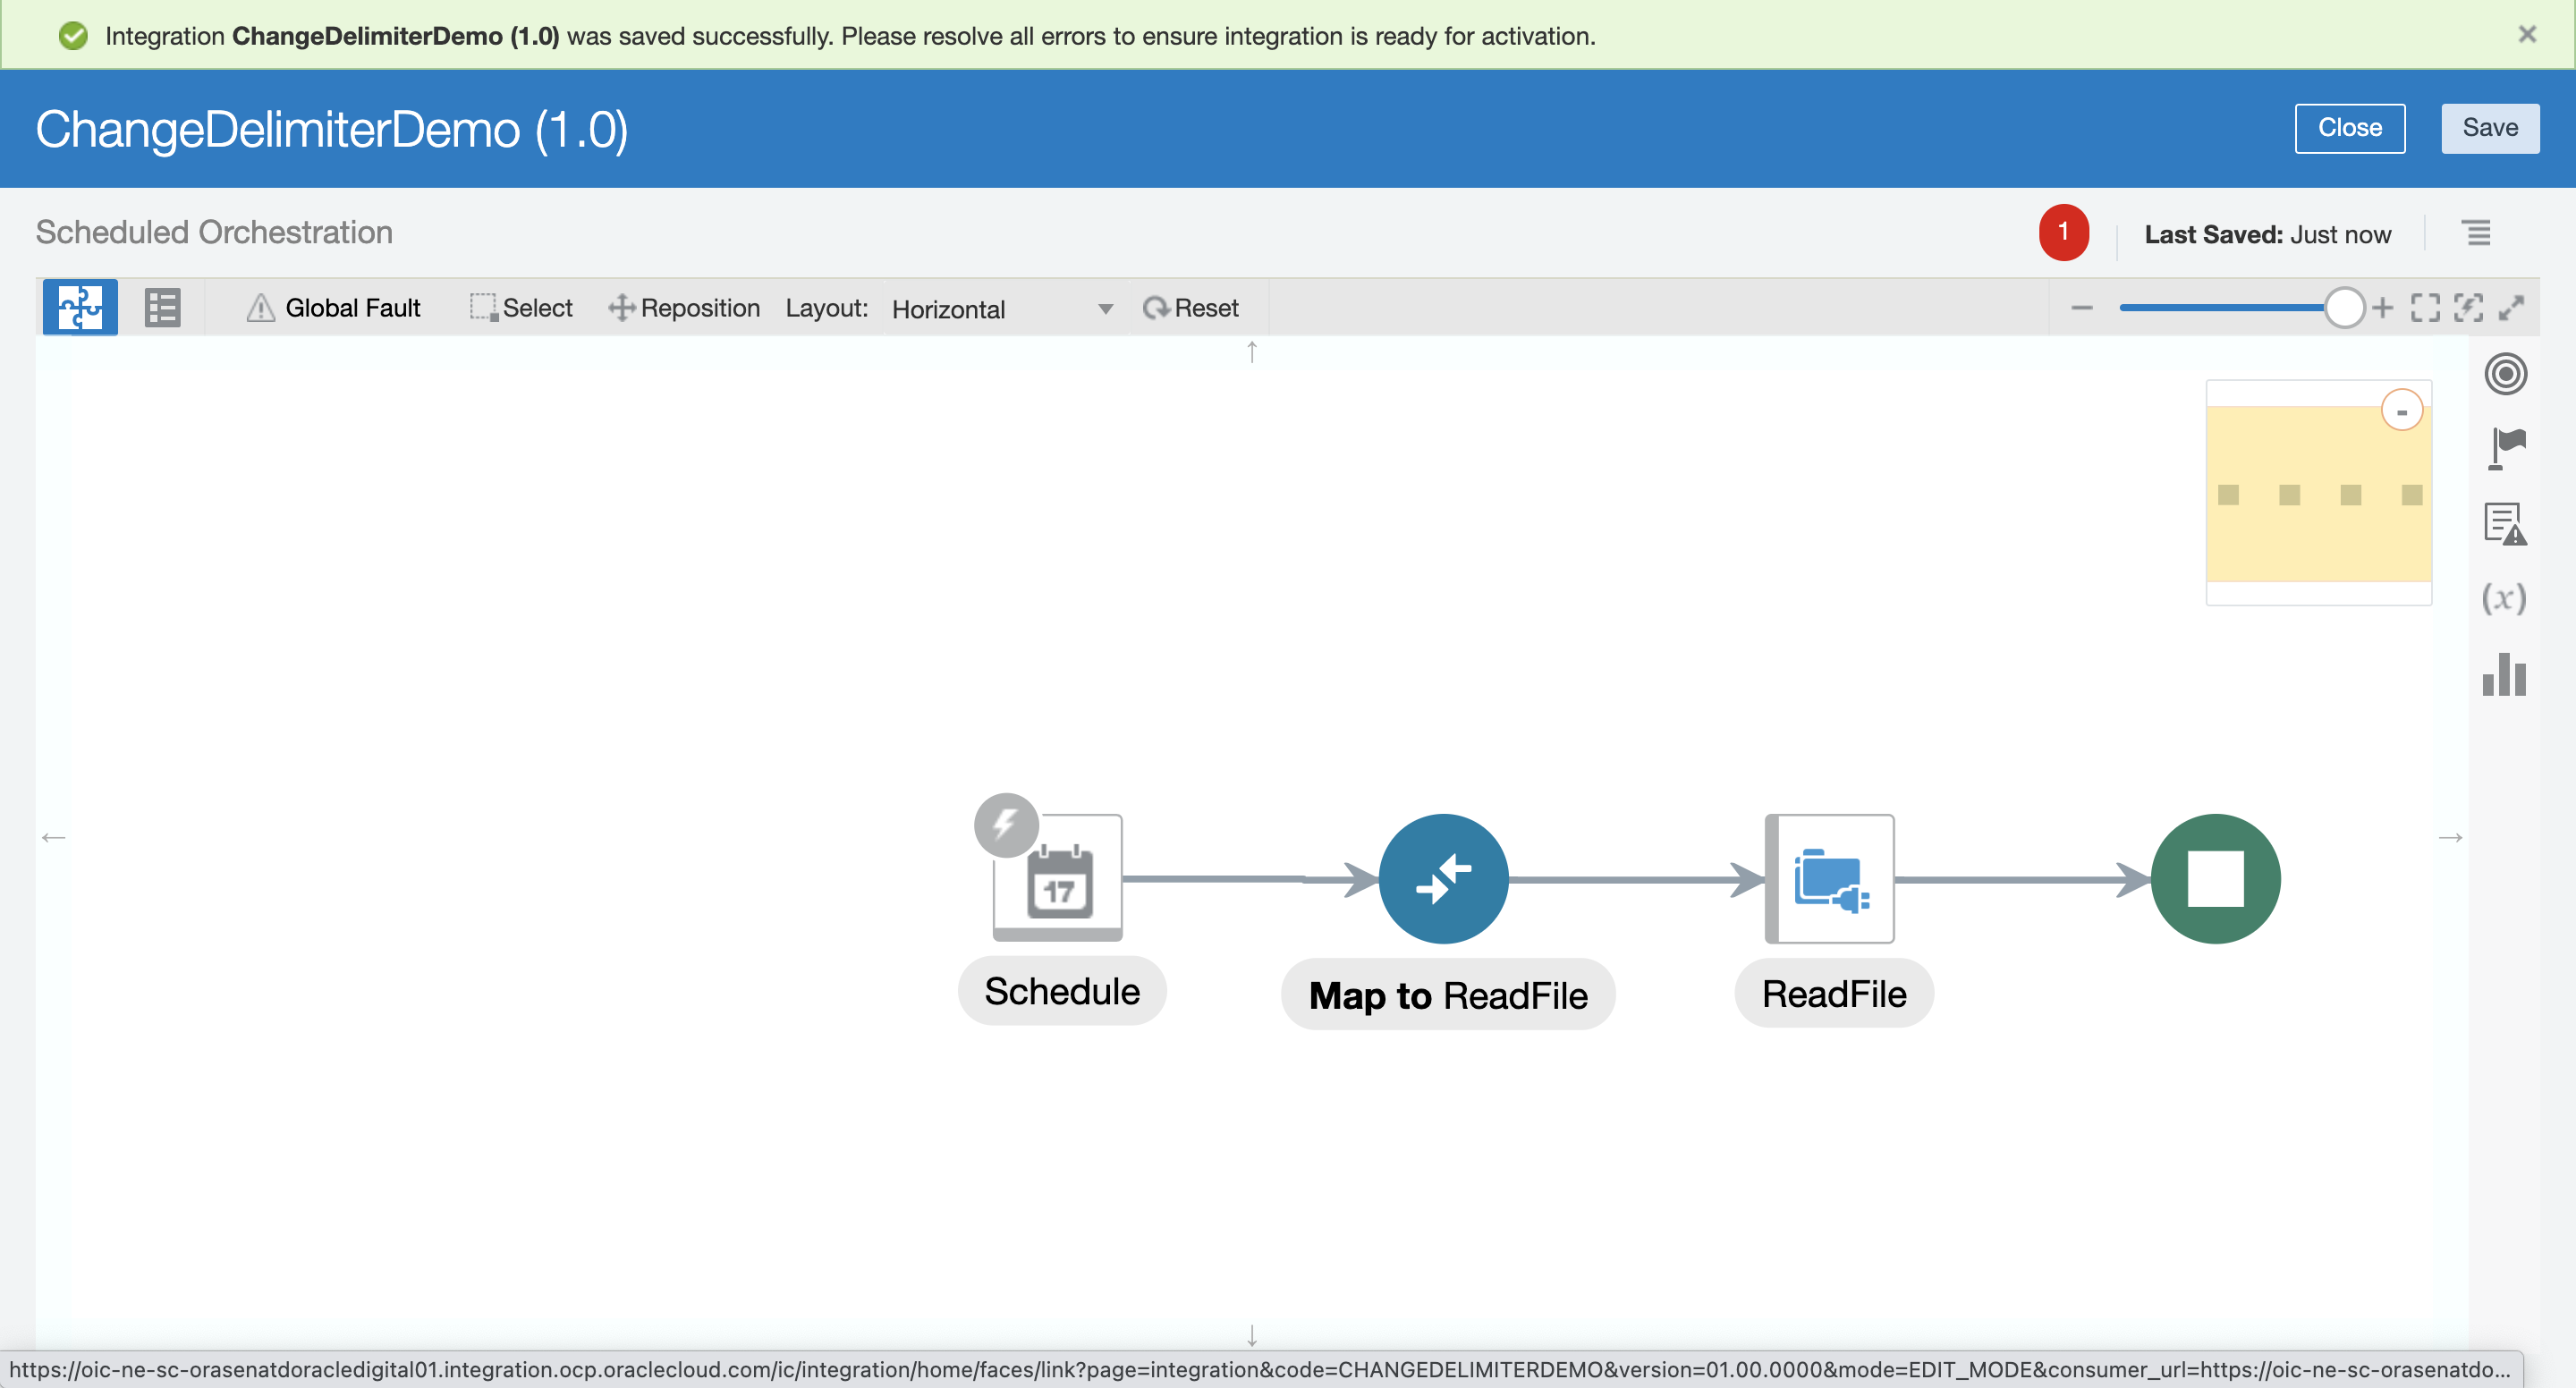 Integration ChangeDelimiterDemo (1.0) was saved successfully. Please resolve all errors to ensure integration is ready for activation.
ChangeDelimiterDemo (1.0)
Close
Save
Scheduled Orchestration
1
Last Saved: Just now
Global Fault
Select
Reposition
Layout:
Horizontal
Reset
(x)
17
Schedule
Map to ReadFile
ReadFile
https://oic-ne-sc-orasenatdoracledigital01.integration.ocp.oraclecloud.com/ic/integration/home/faces/link?page=integration&code=CHANGEDELIMITERDEMO&version=01.00.0000&mode=EDIT_MODE&consumer_url=https://oic-ne-sc-orasenatdo...